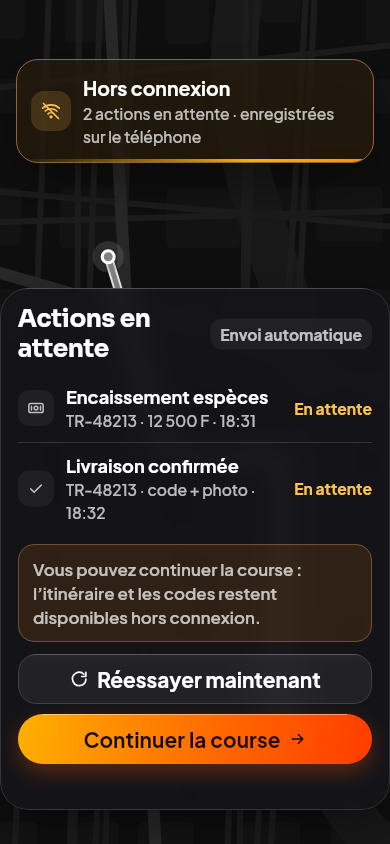 Hors connexion
2 actions en attente · enregistrées
sur le téléphone
Actions en
attente
Envoi automatique
Encaissement espèces
TR-48213 · 12 500 F · 18:31
En attente
Livraison confirmée
TR-48213 · code + photo ·
18:32
En attente
Vous pouvez continuer la course :
l’itinéraire et les codes restent
disponibles hors connexion.
Réessayer maintenant
Continuer la course →